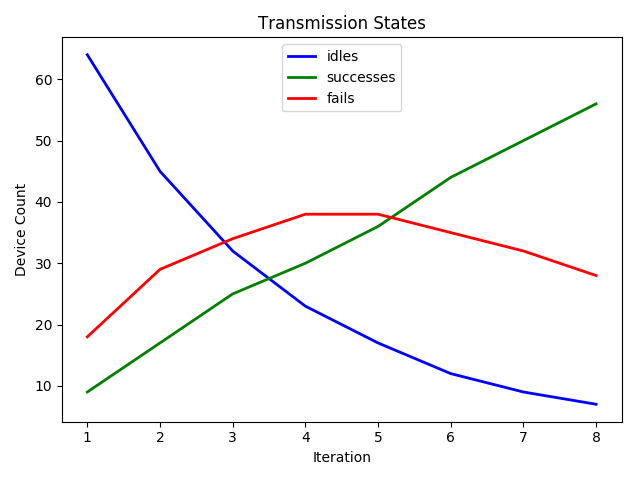 Transmission States
idles
successes
fails
Device Count
60
50
40
30
20
10
1 2 3 4 5 6 7 8
Iteration